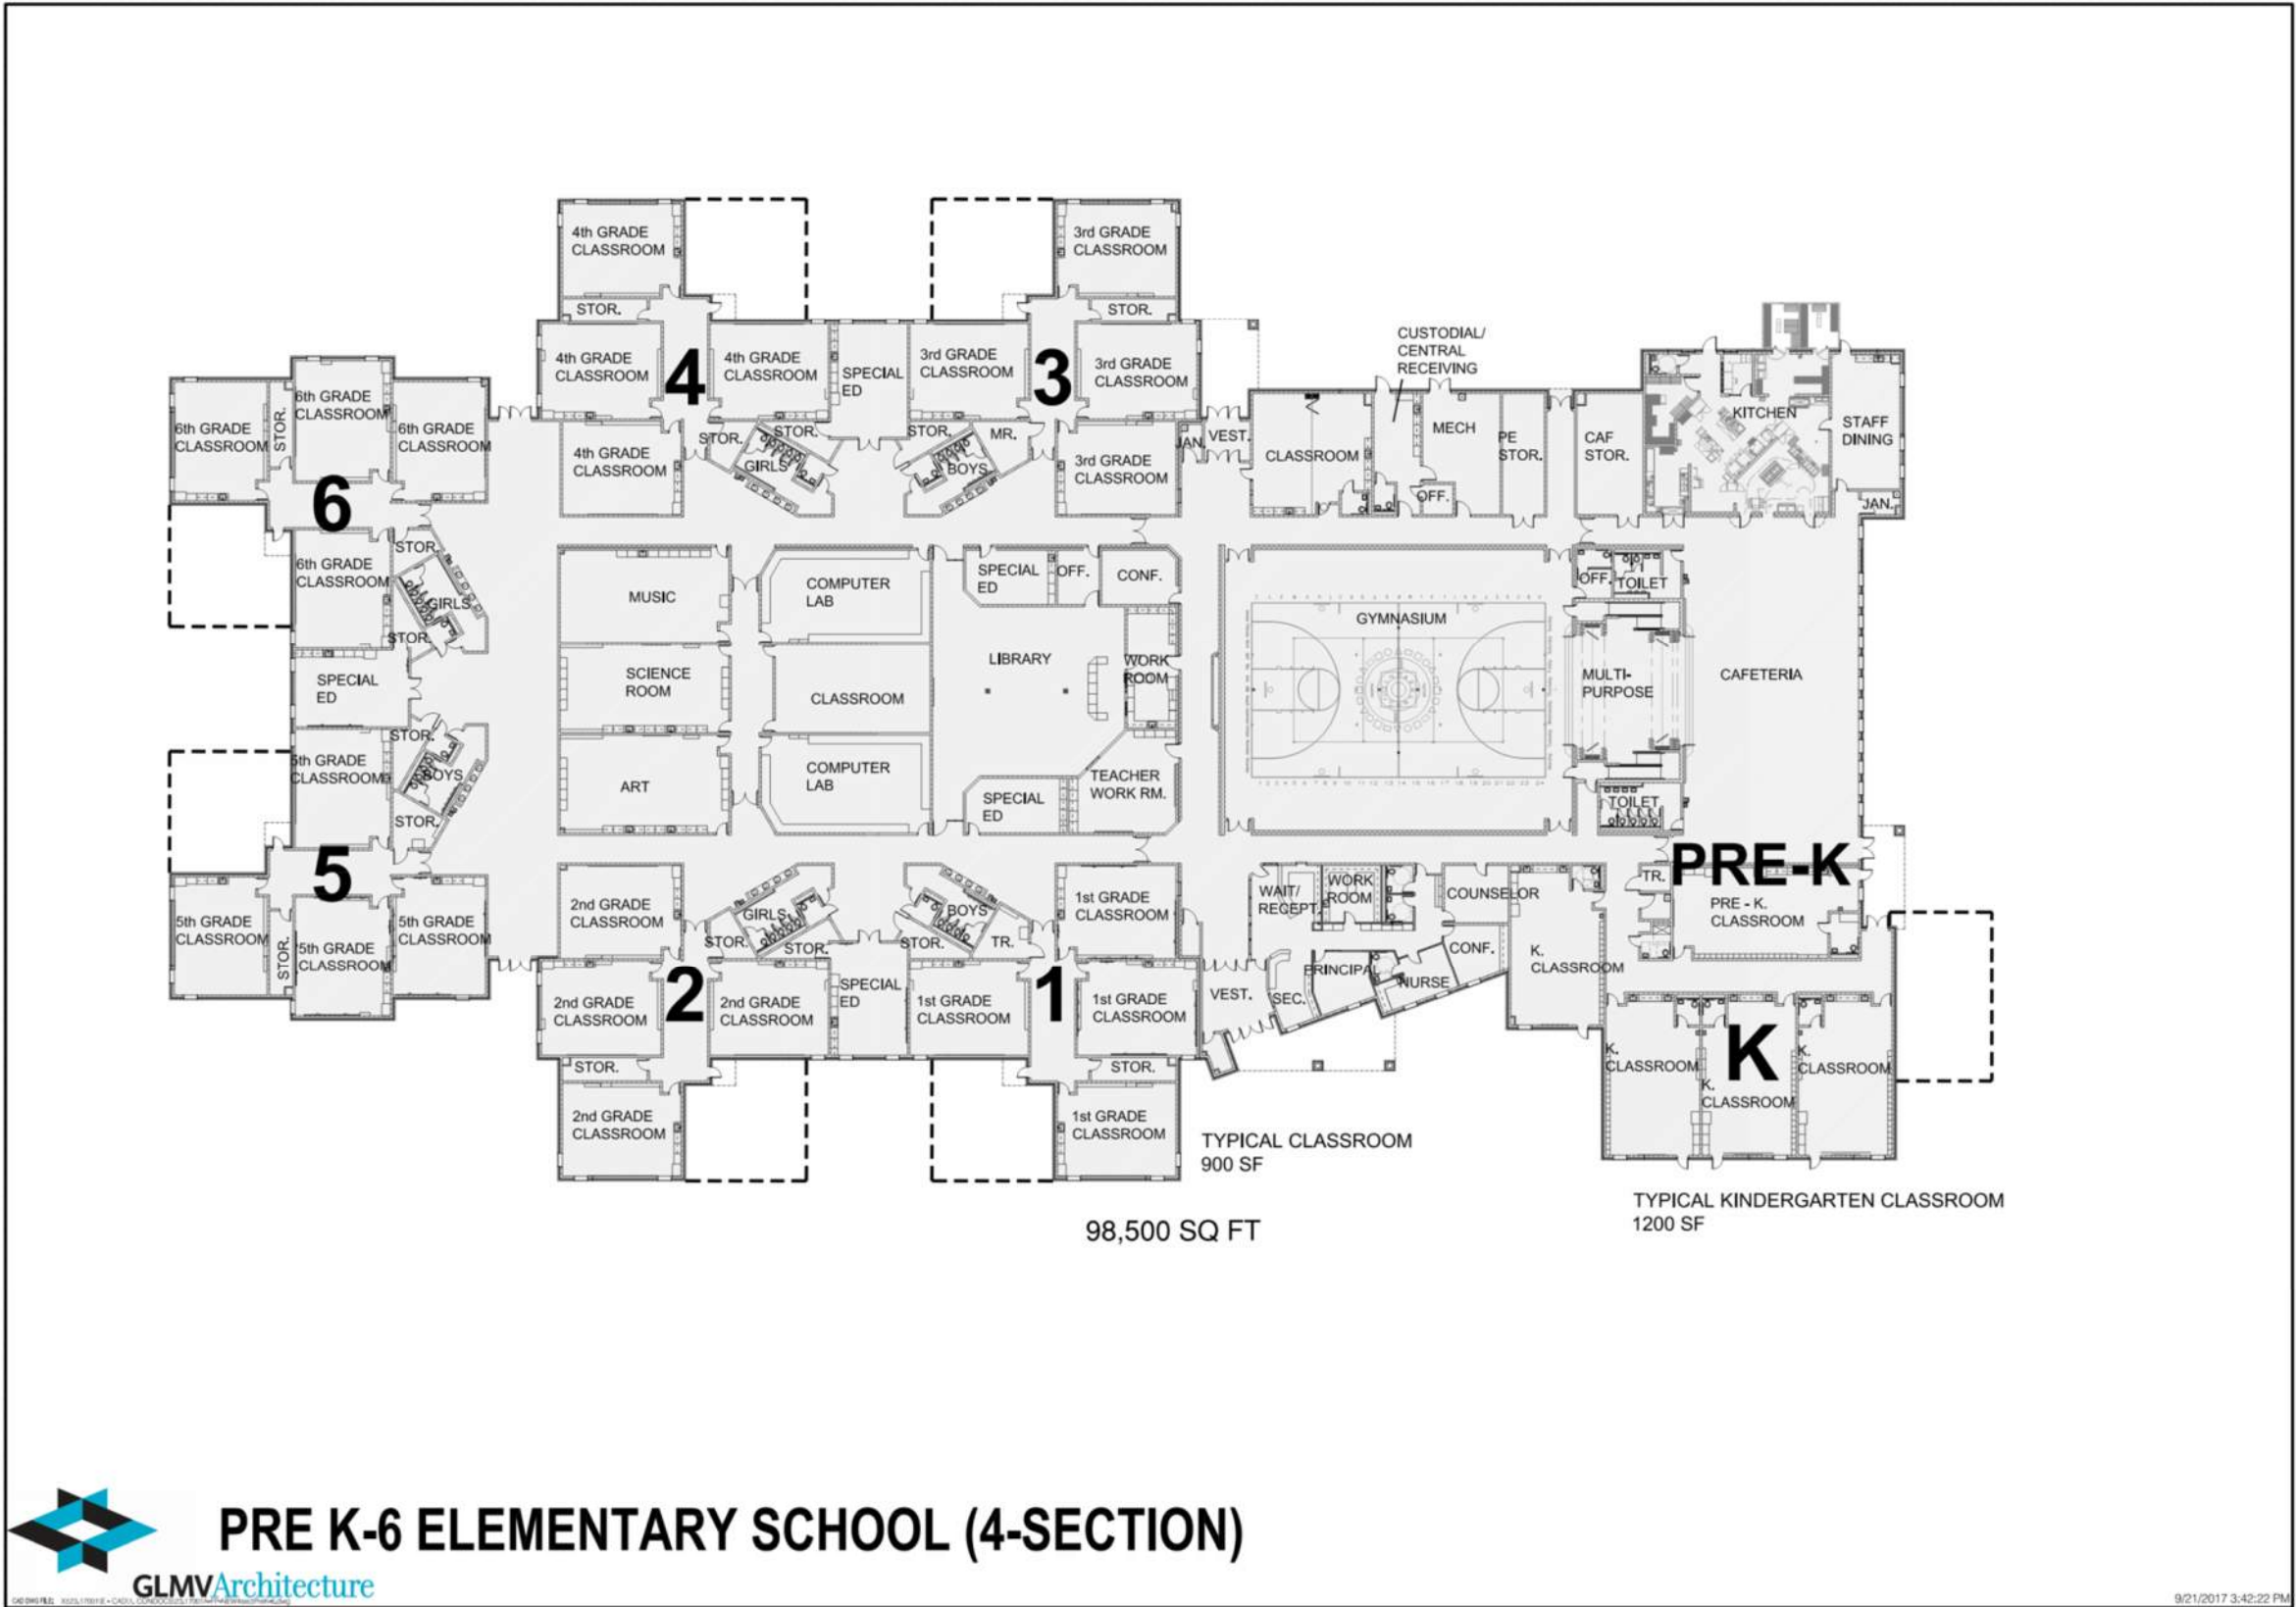 4th GRADE
CLASSROOM
3rd GRADE
CLASSROOM
STOR.
STOR.
4th GRADE
CLASSROOM
4
4th GRADE
CLASSROOM
SPECIAL
ED
3rd GRADE
CLASSROOM
3
3rd GRADE
CLASSROOM
CUSTODIAL/
CENTRAL
RECEIVING
6th GRADE
CLASSROOM
STOR.
6th GRADE
CLASSROOM
6th GRADE
CLASSROOM
4th GRADE
CLASSROOM
STOR.
STOR.
GIRLS
STOR.
MR.
BOYS
3rd GRADE
CLASSROOM
JAN.
VEST.
CLASSROOM
MECH
OFF.
PE
STOR.
CAF
STOR.
KITCHEN
STAFF
DINING
JAN.
6
6th GRADE
CLASSROOM
STOR.
GIRLS
STOR.
MUSIC
COMPUTER
LAB
SPECIAL
ED
OFF.
CONF.
GYMNASIUM
OFF.
TOILET
SPECIAL
ED
SCIENCE
ROOM
CLASSROOM
LIBRARY
WORK
ROOM
MULTI-
PURPOSE
CAFETERIA
5th GRADE
CLASSROOM
STOR.
BOYS
STOR.
ART
COMPUTER
LAB
SPECIAL
ED
TEACHER
WORK RM.
TOILET
5
5th GRADE
CLASSROOM
STOR.
5th GRADE
CLASSROOM
5th GRADE
CLASSROOM
2nd GRADE
CLASSROOM
STOR.
GIRLS
STOR.
STOR.
BOYS
TR.
1st GRADE
CLASSROOM
WAIT/
RECEPT.
WORK
ROOM
COUNSELOR
CONF.
K.
CLASSROOM
TR.
PRE-K
PRE - K.
CLASSROOM
2nd GRADE
CLASSROOM
2
2nd GRADE
CLASSROOM
SPECIAL
ED
1st GRADE
CLASSROOM
1
1st GRADE
CLASSROOM
VEST.
SEC.
PRINCIPAL
NURSE
STOR.
STOR.
K.
CLASSROOM
K
K.
CLASSROOM
K.
CLASSROOM
2nd GRADE
CLASSROOM
1st GRADE
CLASSROOM
TYPICAL CLASSROOM
900 SF
TYPICAL KINDERGARTEN CLASSROOM
1200 SF
98,500 SQ FT
PRE K-6 ELEMENTARY SCHOOL (4-SECTION)
GLMVArchitecture
9/21/2017 3:42:22 PM